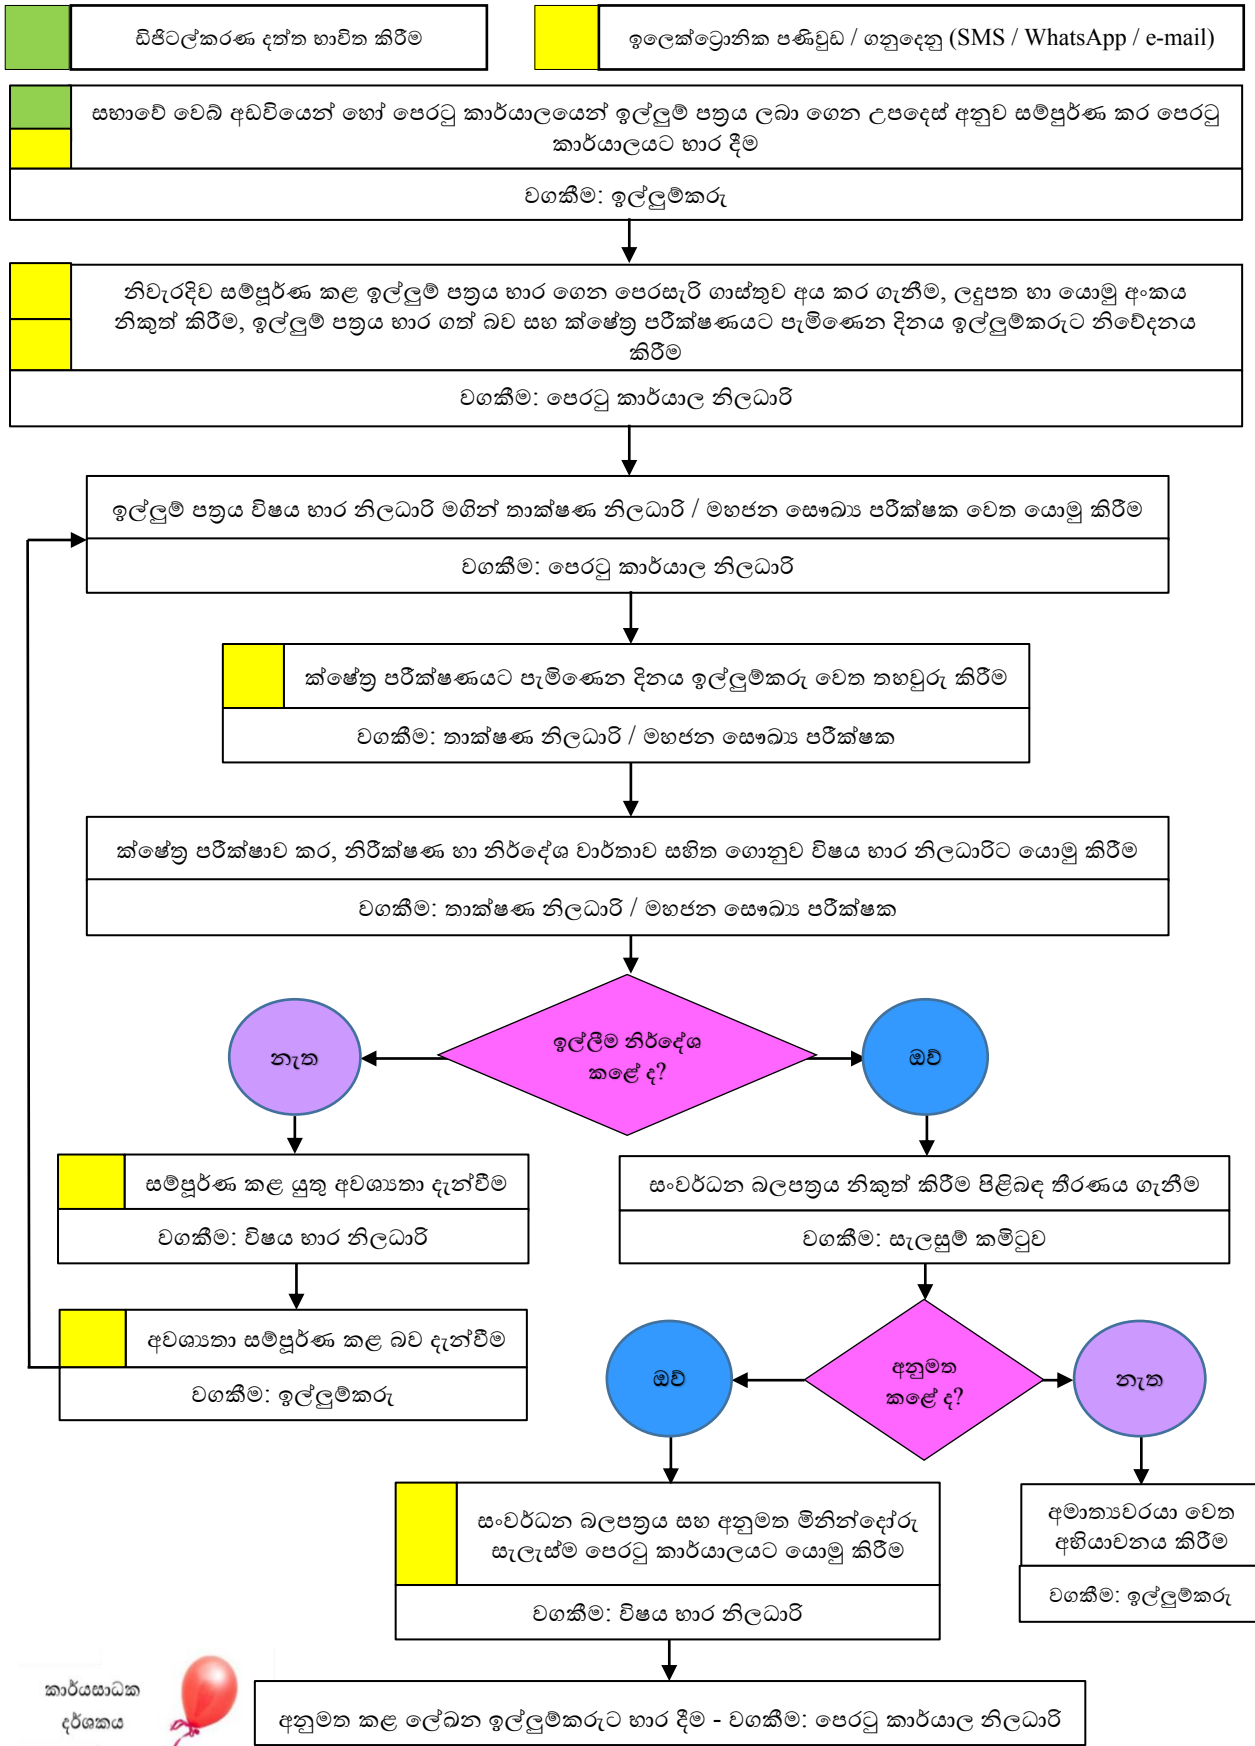 ඩිජිටල්කරණ දත්ත භාවිත කිරීම
ඉලෙක්ට්‍රොනික පණිවුඩ / ගනුදෙනු (SMS / WhatsApp / e-mail)
සභාවේ වෙබ් අඩවියෙන් හෝ පෙරටු කාර්යාලයෙන් ඉල්ලුම් පත්‍රය ලබා ගෙන උපදෙස් අනුව සම්පුර්ණ කර පෙරටු
කාර්යාලයට භාර දීම
වගකීම: ඉල්ලුම්කරු
නිවැරදිව සම්පූර්ණ කළ ඉල්ලුම් පත්‍රය භාර ගෙන පෙරසැරි ගාස්තුව අය කර ගැනීම, ලදුපත හා යොමු අංකය
නිකුත් කිරීම, ඉල්ලුම් පත්‍රය භාර ගත් බව සහ ක්ෂේත්‍ර පරීක්ෂණයට පැමිණෙන දිනය ඉල්ලුම්කරුට නිවේදනය
කිරීම
වගකීම: පෙරටු කාර්යාල නිලධාරි
ඉල්ලුම් පත්‍රය විෂය භාර නිලධාරි මගින් තාක්ෂණ නිලධාරි / මහජන සෞඛ්‍ය පරීක්ෂක වෙත යොමු කිරීම
වගකීම: පෙරටු කාර්යාල නිලධාරි
ක්ෂේත්‍ර පරීක්ෂණයට පැමිණෙන දිනය ඉල්ලුම්කරු වෙත තහවුරු කිරීම
වගකීම: තාක්ෂණ නිලධාරි / මහජන සෞඛ්‍ය පරීක්ෂක
ක්ෂේත්‍ර පරීක්ෂාව කර, නිරීක්ෂණ හා නිර්දේශ වාර්තාව සහිත ගොනුව විෂය භාර නිලධාරිට යොමු කිරීම
වගකීම: තාක්ෂණ නිලධාරි / මහජන සෞඛ්‍ය පරීක්ෂක
ඉල්ලීම නිර්දේශ
කළේ ද?
නැත
ඔව්
සම්පූර්ණ කළ යුතු අවශ්‍යතා දැන්වීම
වගකීම: විෂය භාර නිලධාරි
සංවර්ධන බලපත්‍රය නිකුත් කිරීම පිළිබඳ තීරණය ගැනීම
වගකීම: සැලසුම් කමිටුව
අවශ්‍යතා සම්පූර්ණ කළ බව දැන්වීම
වගකීම: ඉල්ලුම්කරු
ඔව්
අනුමත
කළේ ද?
නැත
සංවර්ධන බලපත්‍රය සහ අනුමත මිනින්දෝරු
සැලැස්ම පෙරටු කාර්යාලයට යොමු කිරීම
වගකීම: විෂය භාර නිලධාරි
අමාත්‍යවරයා වෙත
අභියාචනය කිරීම
වගකීම: ඉල්ලුම්කරු
කාර්යසාධක
දර්ශකය
අනුමත කළ ලේඛන ඉල්ලුම්කරුට භාර දීම - වගකීම: පෙරටු කාර්යාල නිලධාරි